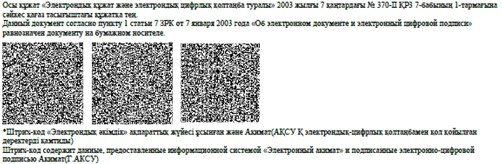 Осы құжат «Электрондық құжат және электрондық цифрлық қолтаңба туралы» 2003 жылғы 7 қаңтардағы № 370-II ҚРЗ 7-бабының 1-тармағына
сәйкес қағаз тасығыштағы құжатқа тең.
Данный документ согласно пункту 1 статьи 7 ЗРК от 7 января 2003 года «Об электронном документе и электронный цифровой подписи»
равнозначен документу на бумажном носителе.
*Штрих-код «Электрондық әкімдік» ақпараттық жүйесі ұсынған және Акимат(АҚСУ Қ электрондық-цифрлық қолтаңбамен қол қойылған
деректерді қамтиды)
Штрих-код содержит данные, предоставленные информационной системой «Электронный акимат» и подписанные электронно-цифровой
подписью Акимат(Г.АКСУ)